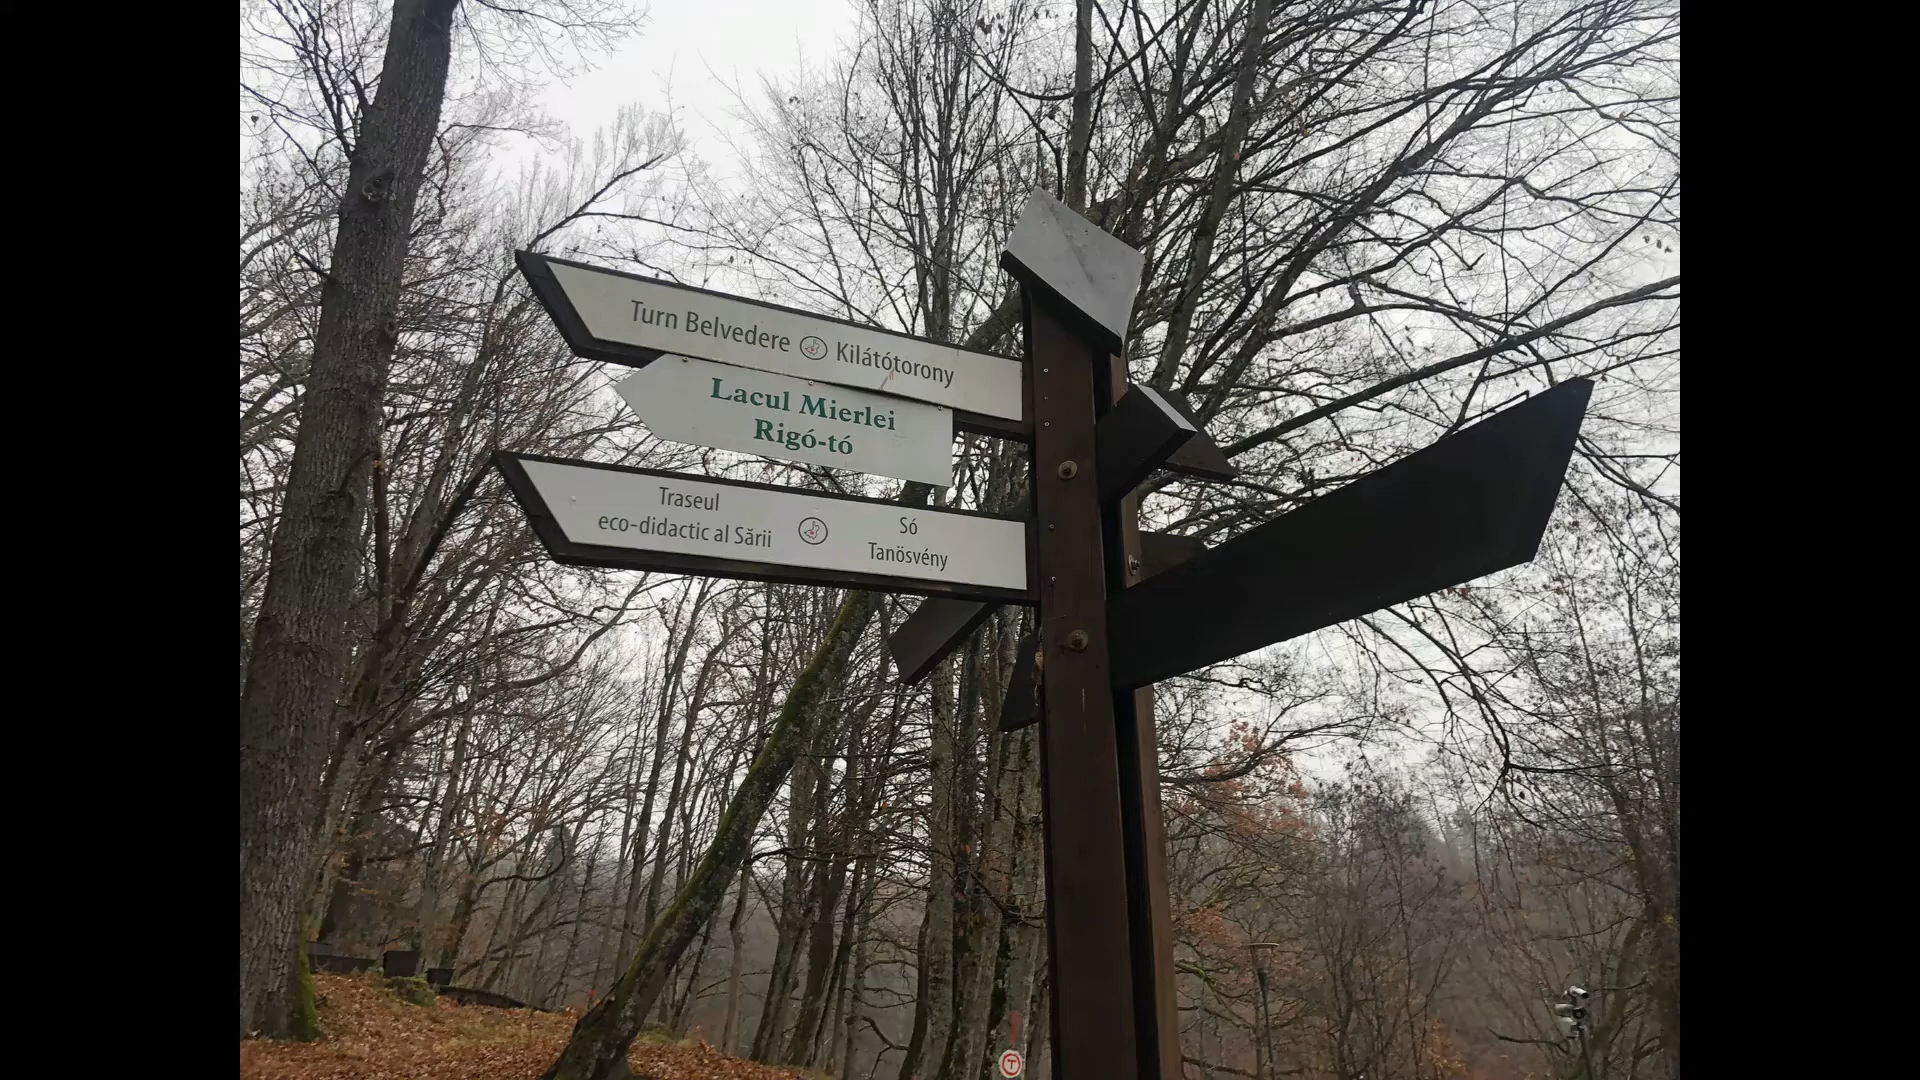 Turn Belvedere Kilátótorony
Lacul Mierlei
Rigó-tó
Traseul
eco-didactic al Sării
Só
Tanösvény
T